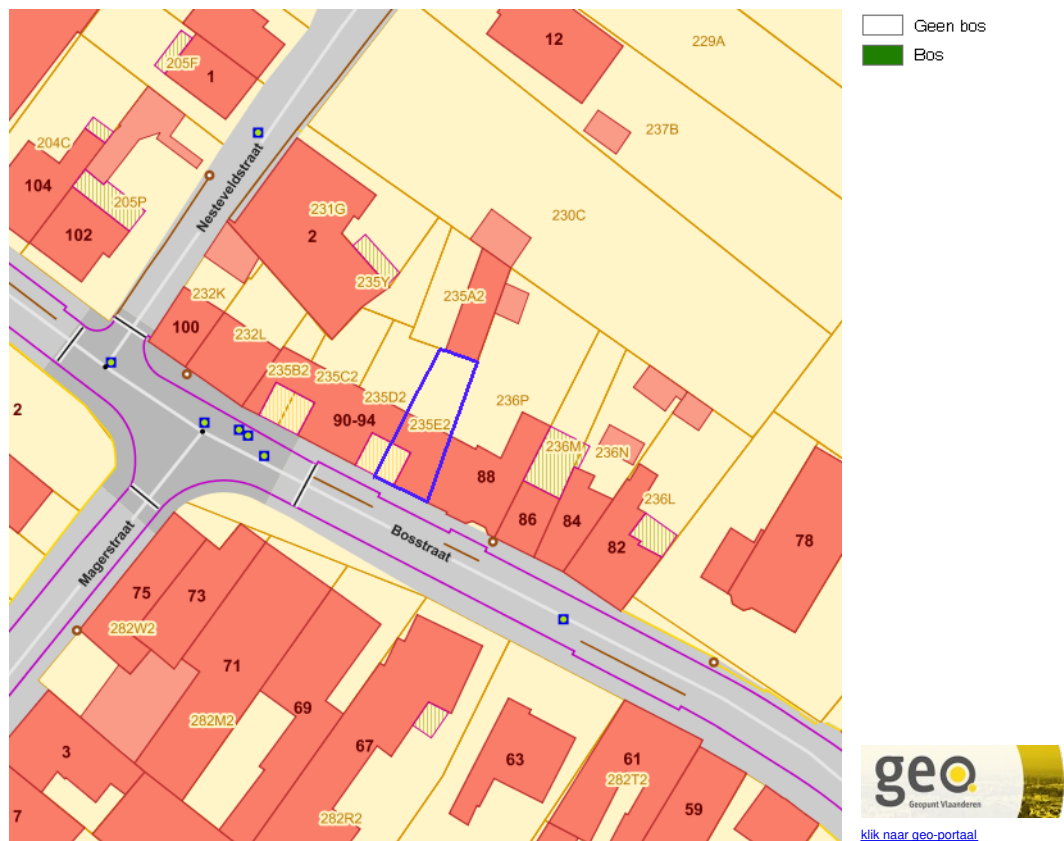 Geen bos
Bos
12
229A
205F
1
237B
204C
104
205P
102
Nesteveldstraat
231G
2
230C
235Y
232K
100
232L
235A2
235B2
235C2
235D2
90-94
235E2
236P
2
236M
236N
88
86
84
82
236L
78
Bosstraat
Magerstraat
75
73
282W2
71
282M2
69
67
3
63
61
282T2
59
7
282R2
geo
Geopunt Vlaanderen
klik naar geo-portaal